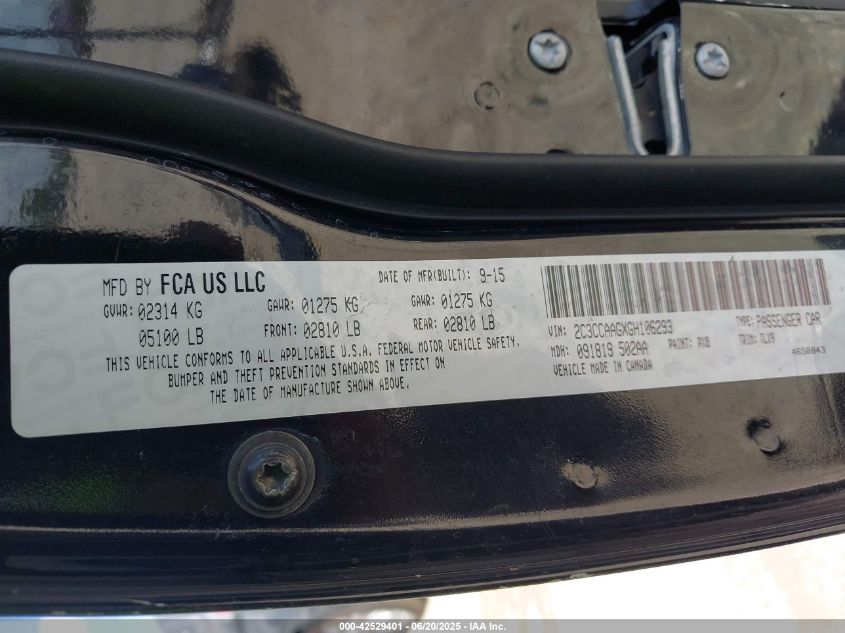 MFD BY FCA US LLC
DATE OF MFR(BUILT): 9-15
GVWR: 02314 KG
GAWR: 01275 KG
GAWR: 01275 KG
05100 LB
FRONT: 02810 LB
REAR: 02810 LB
THIS VEHICLE CONFORMS TO ALL APPLICABLE U.S.A. FEDERAL MOTOR VEHICLE SAFETY,
BUMPER AND THEFT PREVENTION STANDARDS IN EFFECT ON
THE DATE OF MANUFACTURE SHOWN ABOVE.
VIN: 2C3CCAAGXGH106293
TYPE: PASSENGER CAR
MDH: 091819 502AA
PAINT: PX8
TRIM: TLX9
VEHICLE MADE IN CANADA
4650843
000-42529401 - 06/20/2025 - IAA Inc.